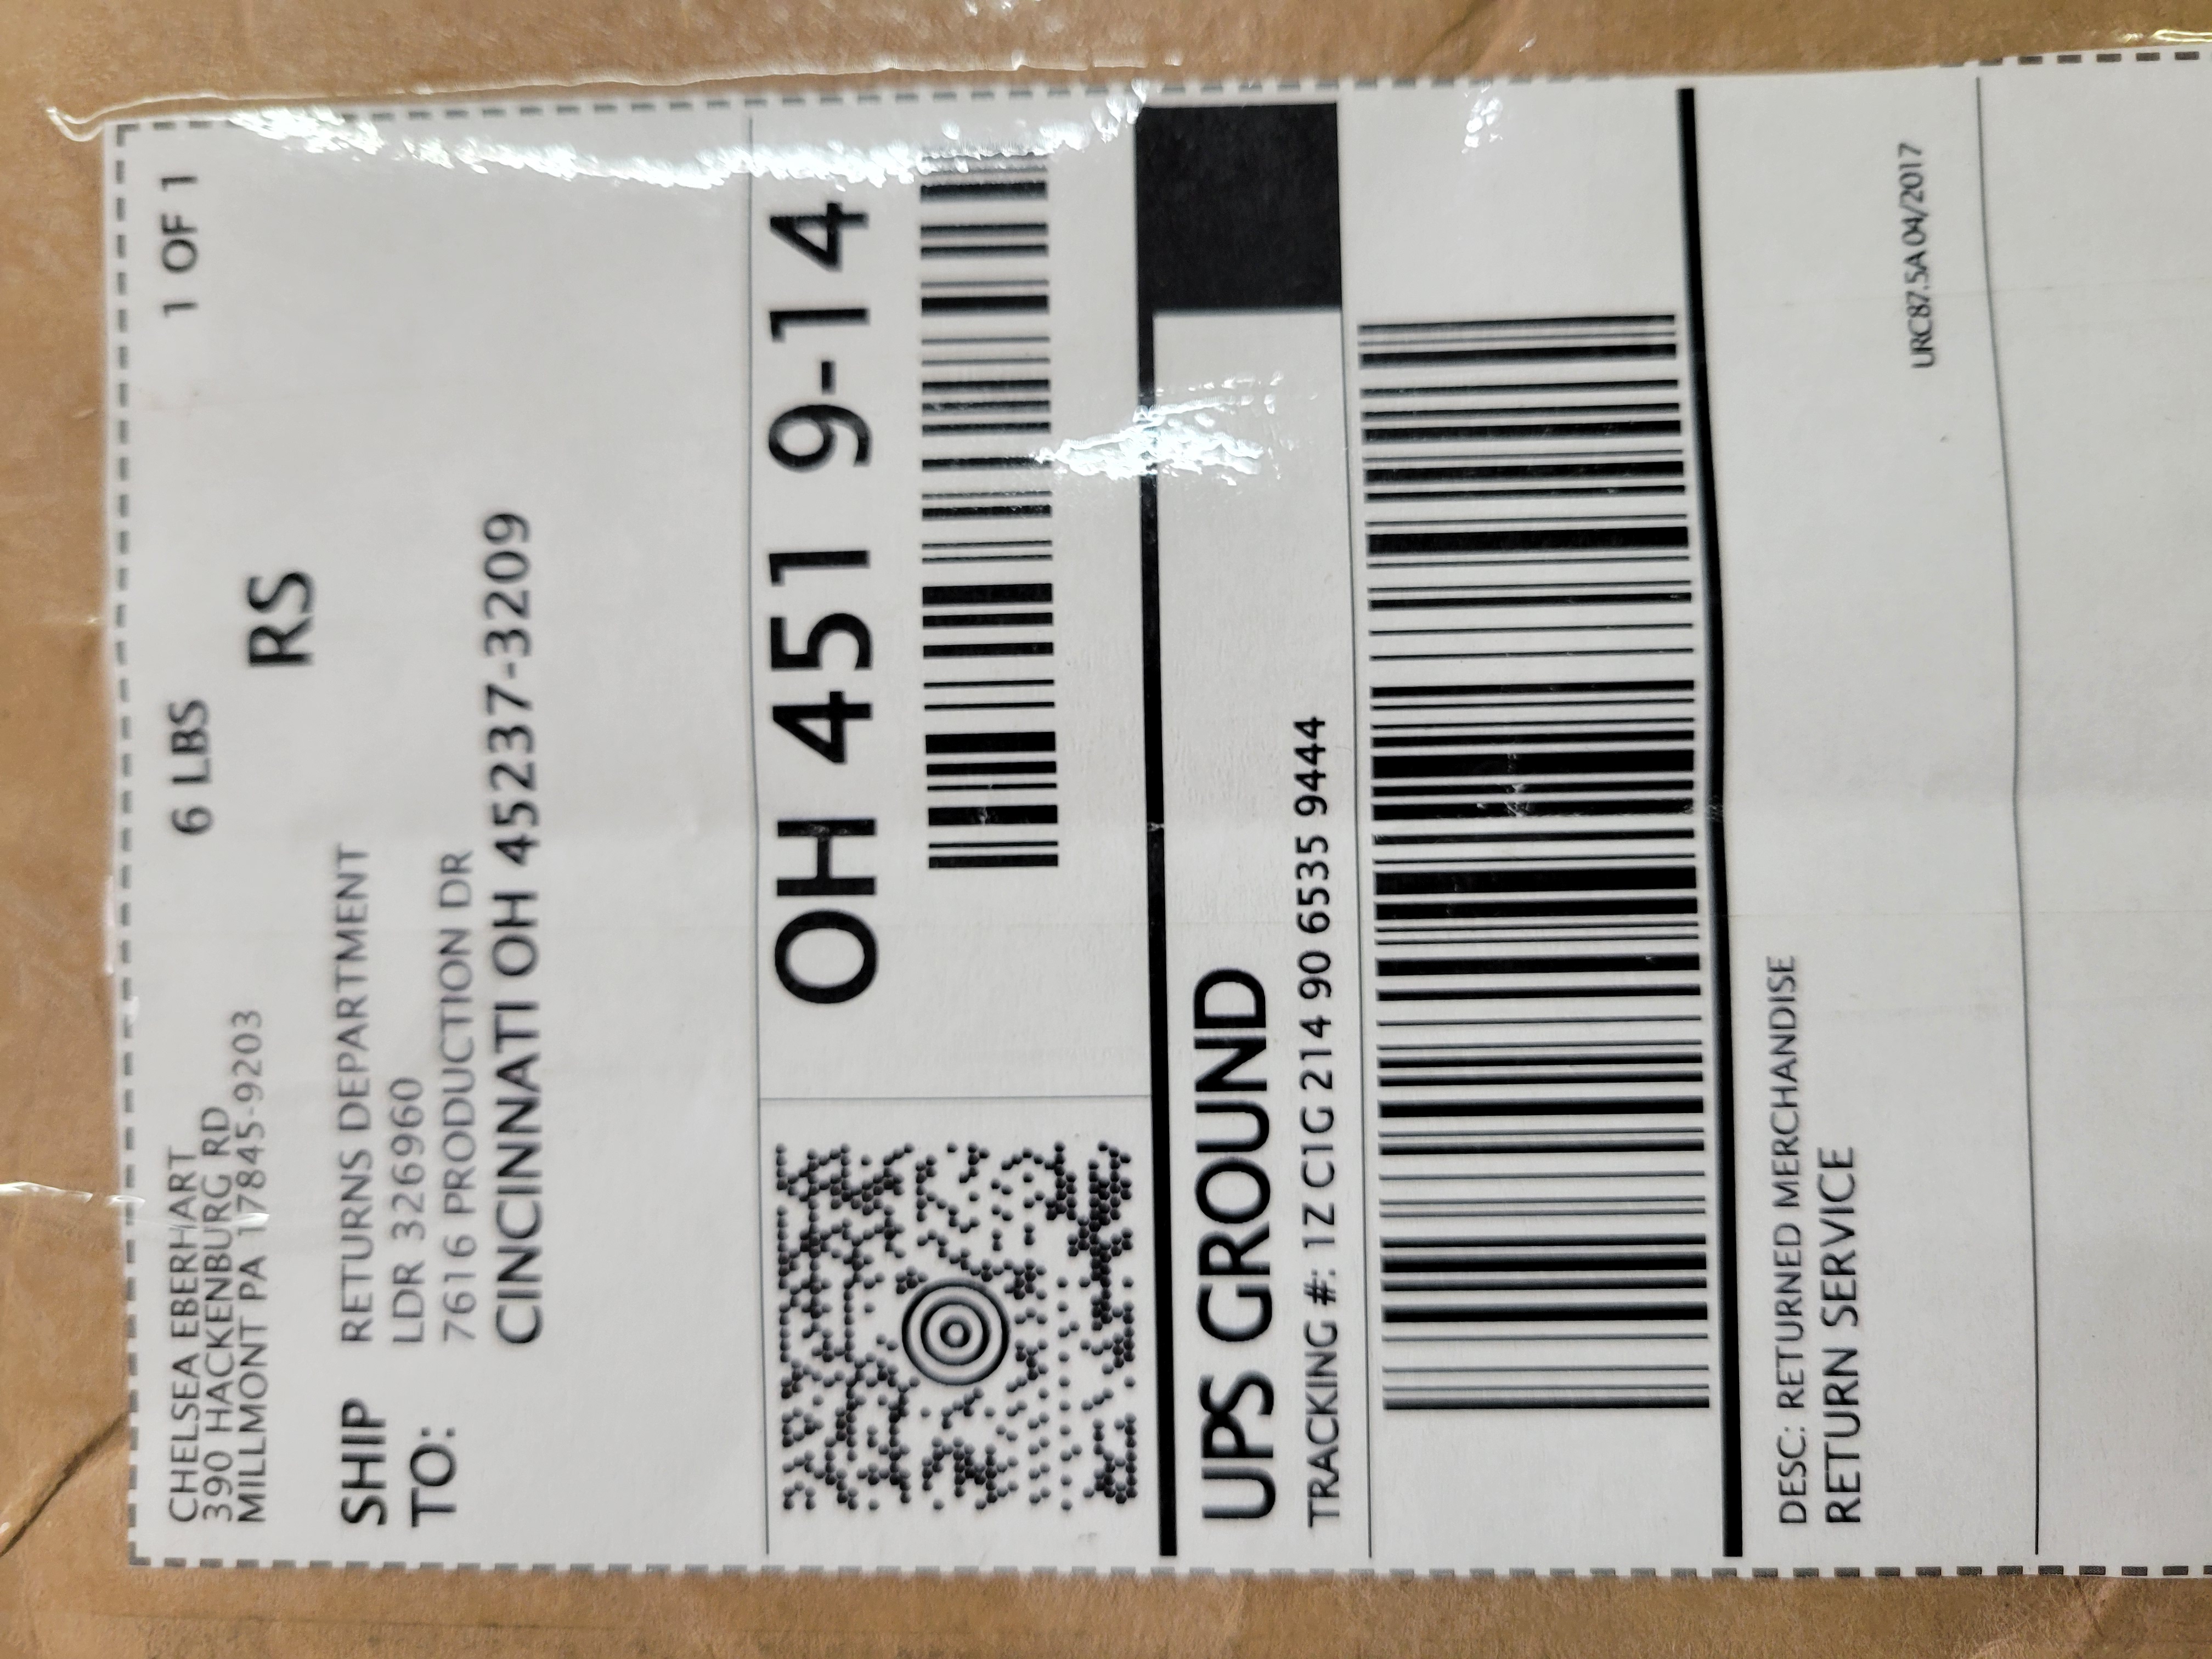 CHELSEA EBERHART
390 HACKENBURG RD
MILLMONT PA 17845-9203
6 LBS
1 OF 1
RS
SHIP
TO:
RETURNS DEPARTMENT
LDR 326960
7616 PRODUCTION DR
CINCINNATI OH 45237-3209
OH 451 9-14
UPS GROUND
TRACKING #: 1Z C1G 214 90 6535 9444
DESC: RETURNED MERCHANDISE
RETURN SERVICE
URC87.5A 04/2017